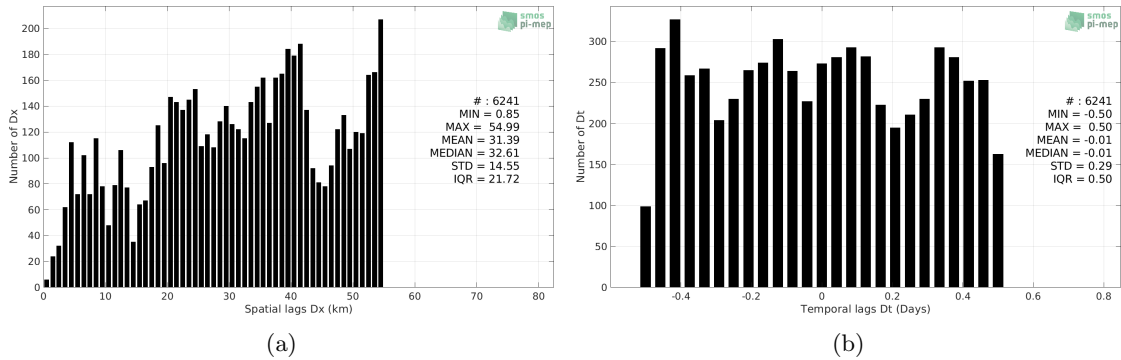 smos
pi-mep
200
180
160
140
120
100
80
60
40
20
0
Number of Dx
# : 6241
MIN = 0.85
MAX = 54.99
MEAN = 31.39
MEDIAN = 32.61
STD = 14.55
IQR = 21.72
0 10 20 30 40 50 60 70 80
Spatial lags Dx (km)
(a)
smos
pi-mep
300
250
200
150
100
50
0
Number of Dt
# : 6241
MIN = -0.50
MAX = 0.50
MEAN = -0.01
MEDIAN = -0.01
STD = 0.29
IQR = 0.50
-0.4 -0.2 0 0.2 0.4 0.6 0.8
Temporal lags Dt (Days)
(b)